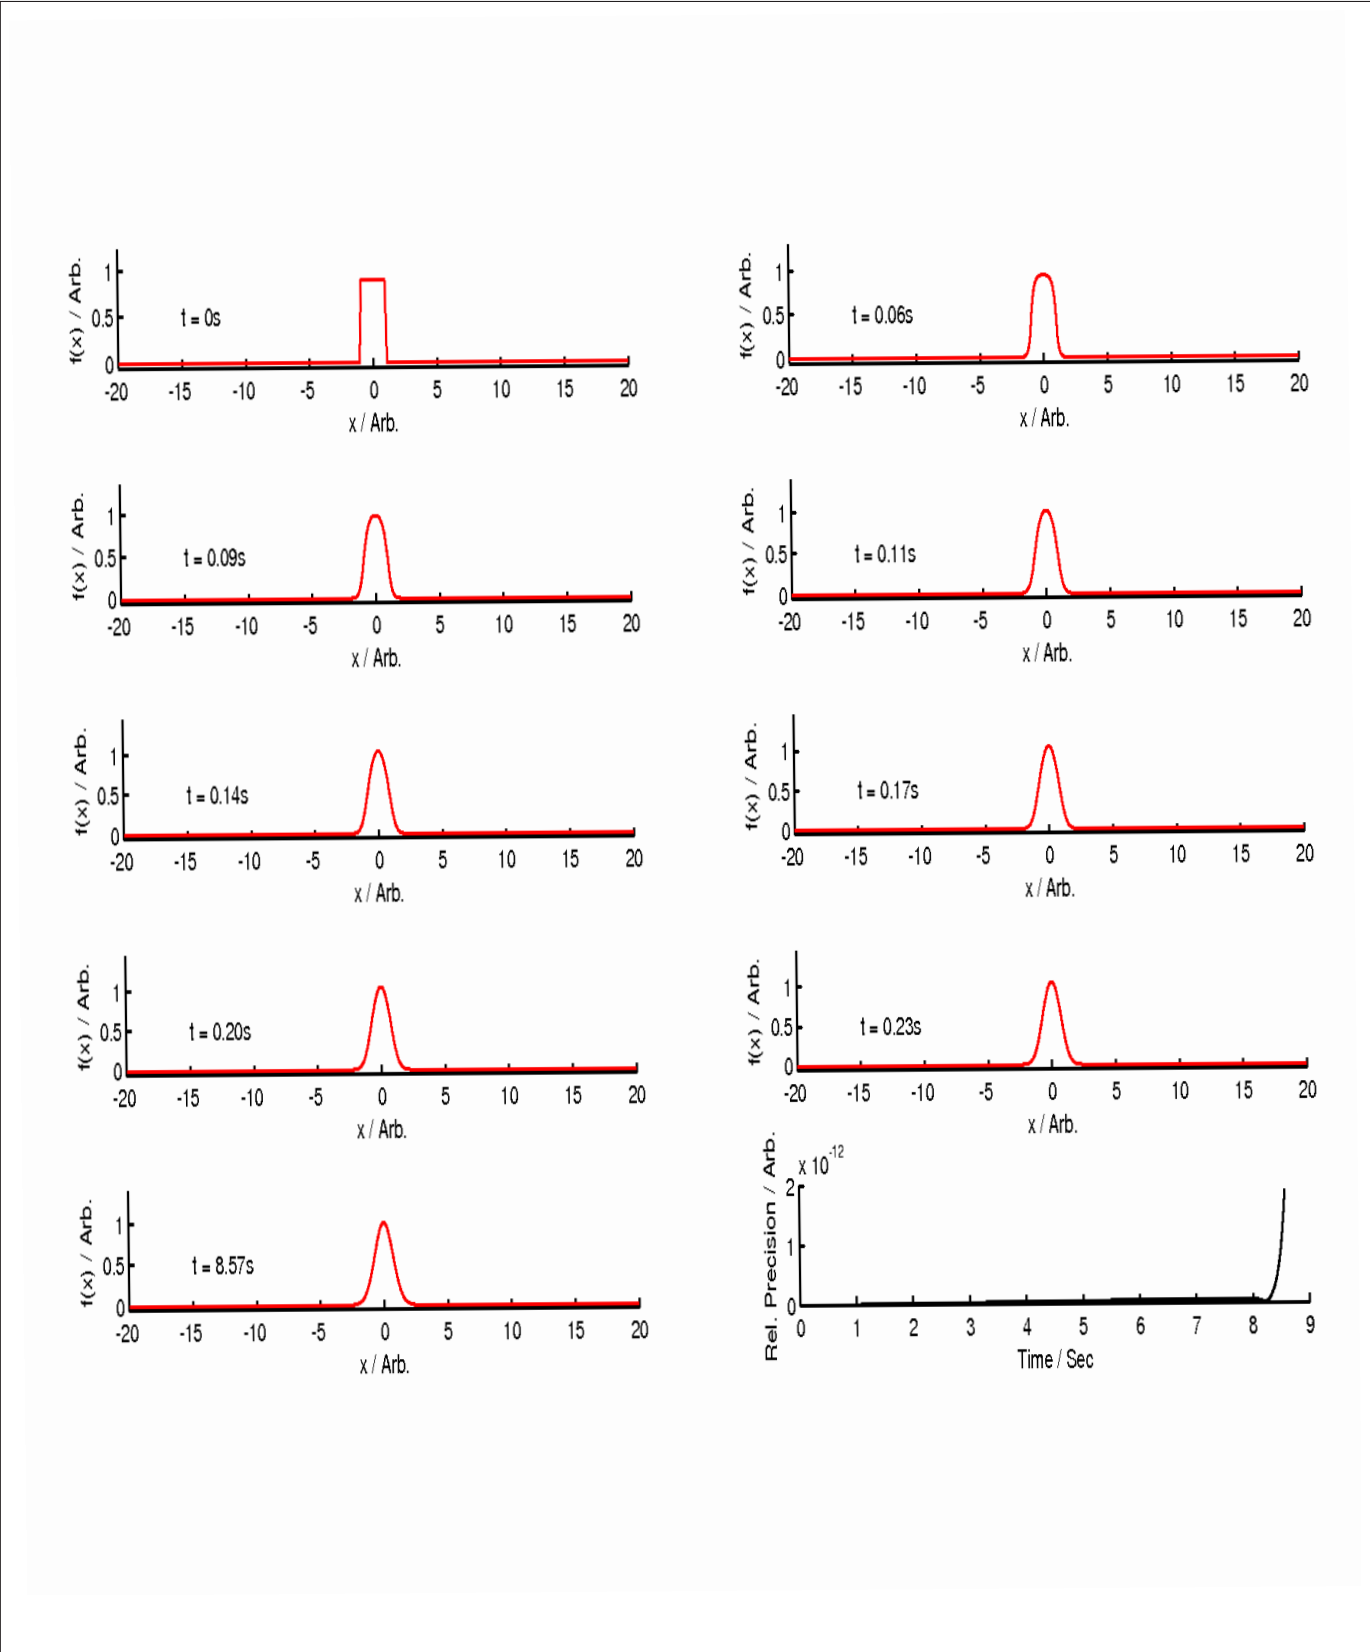 f(x) / Arb.
1
0.5
0
t = 0s
-20 -15 -10 -5 0 5 10 15 20
x / Arb.
f(x) / Arb.
1
0.5
0
t = 0.06s
-20 -15 -10 -5 0 5 10 15 20
x / Arb.
f(x) / Arb.
1
0.5
0
t = 0.09s
-20 -15 -10 -5 0 5 10 15 20
x / Arb.
f(x) / Arb.
1
0.5
0
t = 0.11s
-20 -15 -10 -5 0 5 10 15 20
x / Arb.
f(x) / Arb.
1
0.5
0
t = 0.14s
-20 -15 -10 -5 0 5 10 15 20
x / Arb.
f(x) / Arb.
1
0.5
0
t = 0.17s
-20 -15 -10 -5 0 5 10 15 20
x / Arb.
f(x) / Arb.
1
0.5
0
t = 0.20s
-20 -15 -10 -5 0 5 10 15 20
x / Arb.
f(x) / Arb.
1
0.5
0
t = 0.23s
-20 -15 -10 -5 0 5 10 15 20
x / Arb.
f(x) / Arb.
1
0.5
0
t = 8.57s
-20 -15 -10 -5 0 5 10 15 20
x / Arb.
Rel. Precision / Arb.
x 10^-12
2
1
0
0 1 2 3 4 5 6 7 8 9
Time / Sec